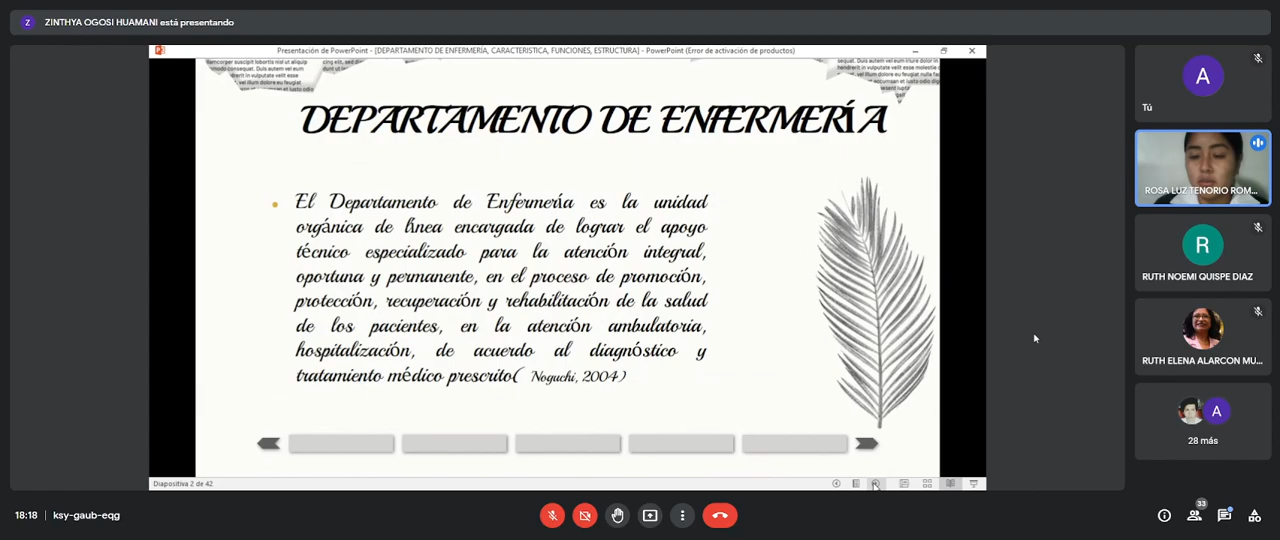 Z ZINTHYA OGOSI HUAMANI está presentando
Presentación de PowerPoint - [DEPARTAMENTO DE ENFERMERÍA, CARACTERISTICA, FUNCIONES, ESTRUCTURA] - PowerPoint (Error de activación de productos)
DEPARTAMENTO DE ENFERMERÍA
El Departamento de Enfermería es la unidad
orgánica de línea encargada de lograr el apoyo
técnico especializado para la atención integral,
oportuna y permanente, en el proceso de promoción,
protección, recuperación y rehabilitación de la salud
de los pacientes, en la atención ambulatoria,
hospitalización, de acuerdo al diagnóstico y
tratamiento médico prescrito( Noguchi, 2004)
Diapositiva 2 de 42
A
Tú
ROSA LUZ TENORIO ROM...
R
RUTH NOEMI QUISPE DIAZ
RUTH ELENA ALARCON MU...
A
28 más
18:18 | ksy-gaub-eqg
33